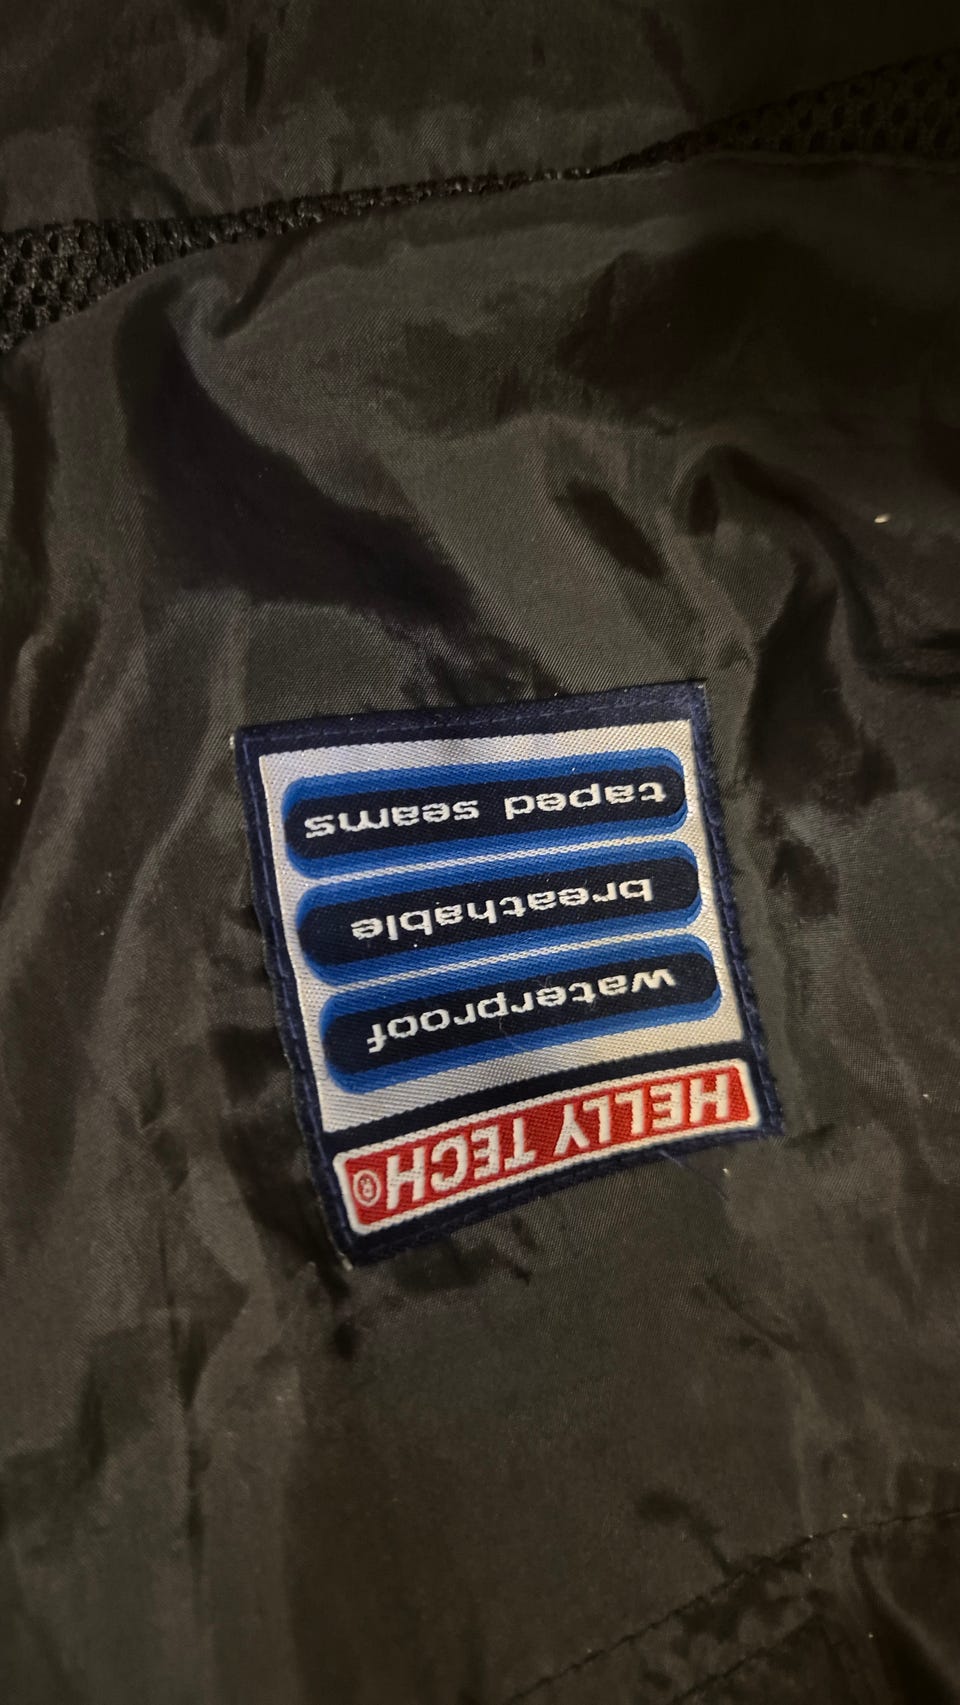 HELLY TECH®
waterproof
breathable
taped seams